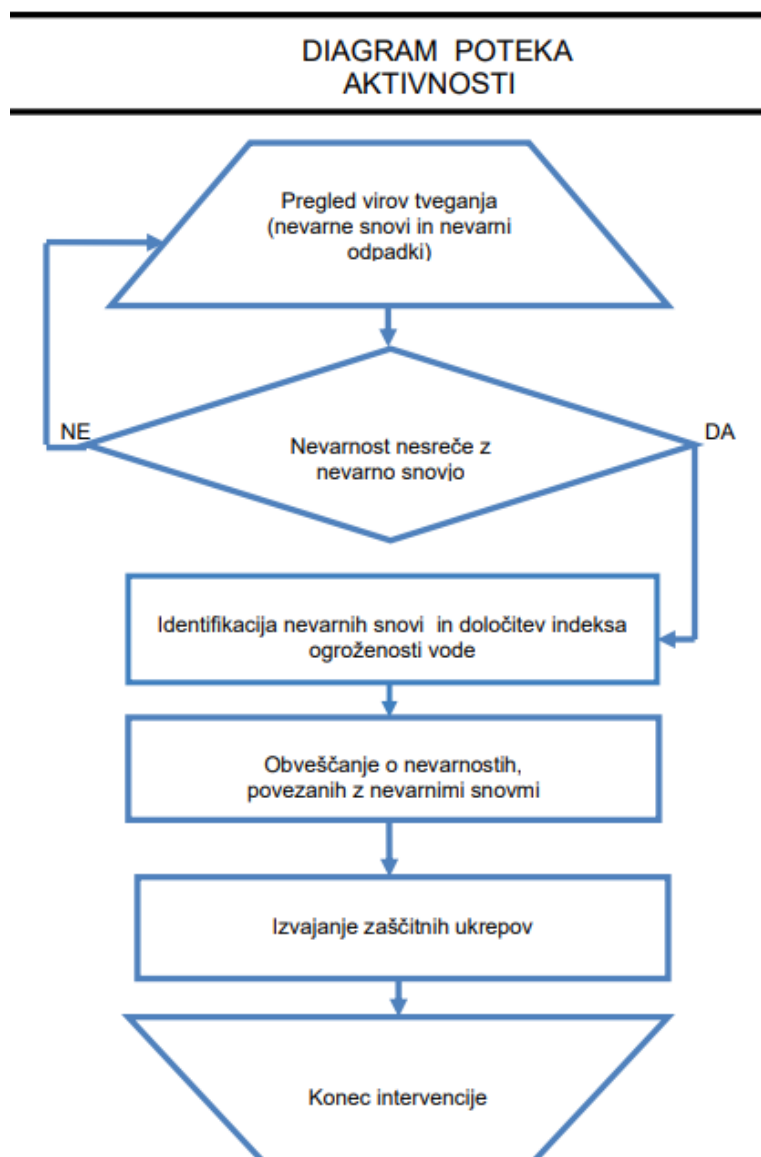 DIAGRAM POTEKA
AKTIVNOSTI
Pregled virov tveganja
(nevarne snovi in nevarni
odpadki)
NE
DA
Nevarnost nesreče z
nevarno snovjo
Identifikacija nevarnih snovi in določitev indeksa
ogroženosti vode
Obveščanje o nevarnostih,
povezanih z nevarnimi snovmi
Izvajanje zaščitnih ukrepov
Konec intervencije